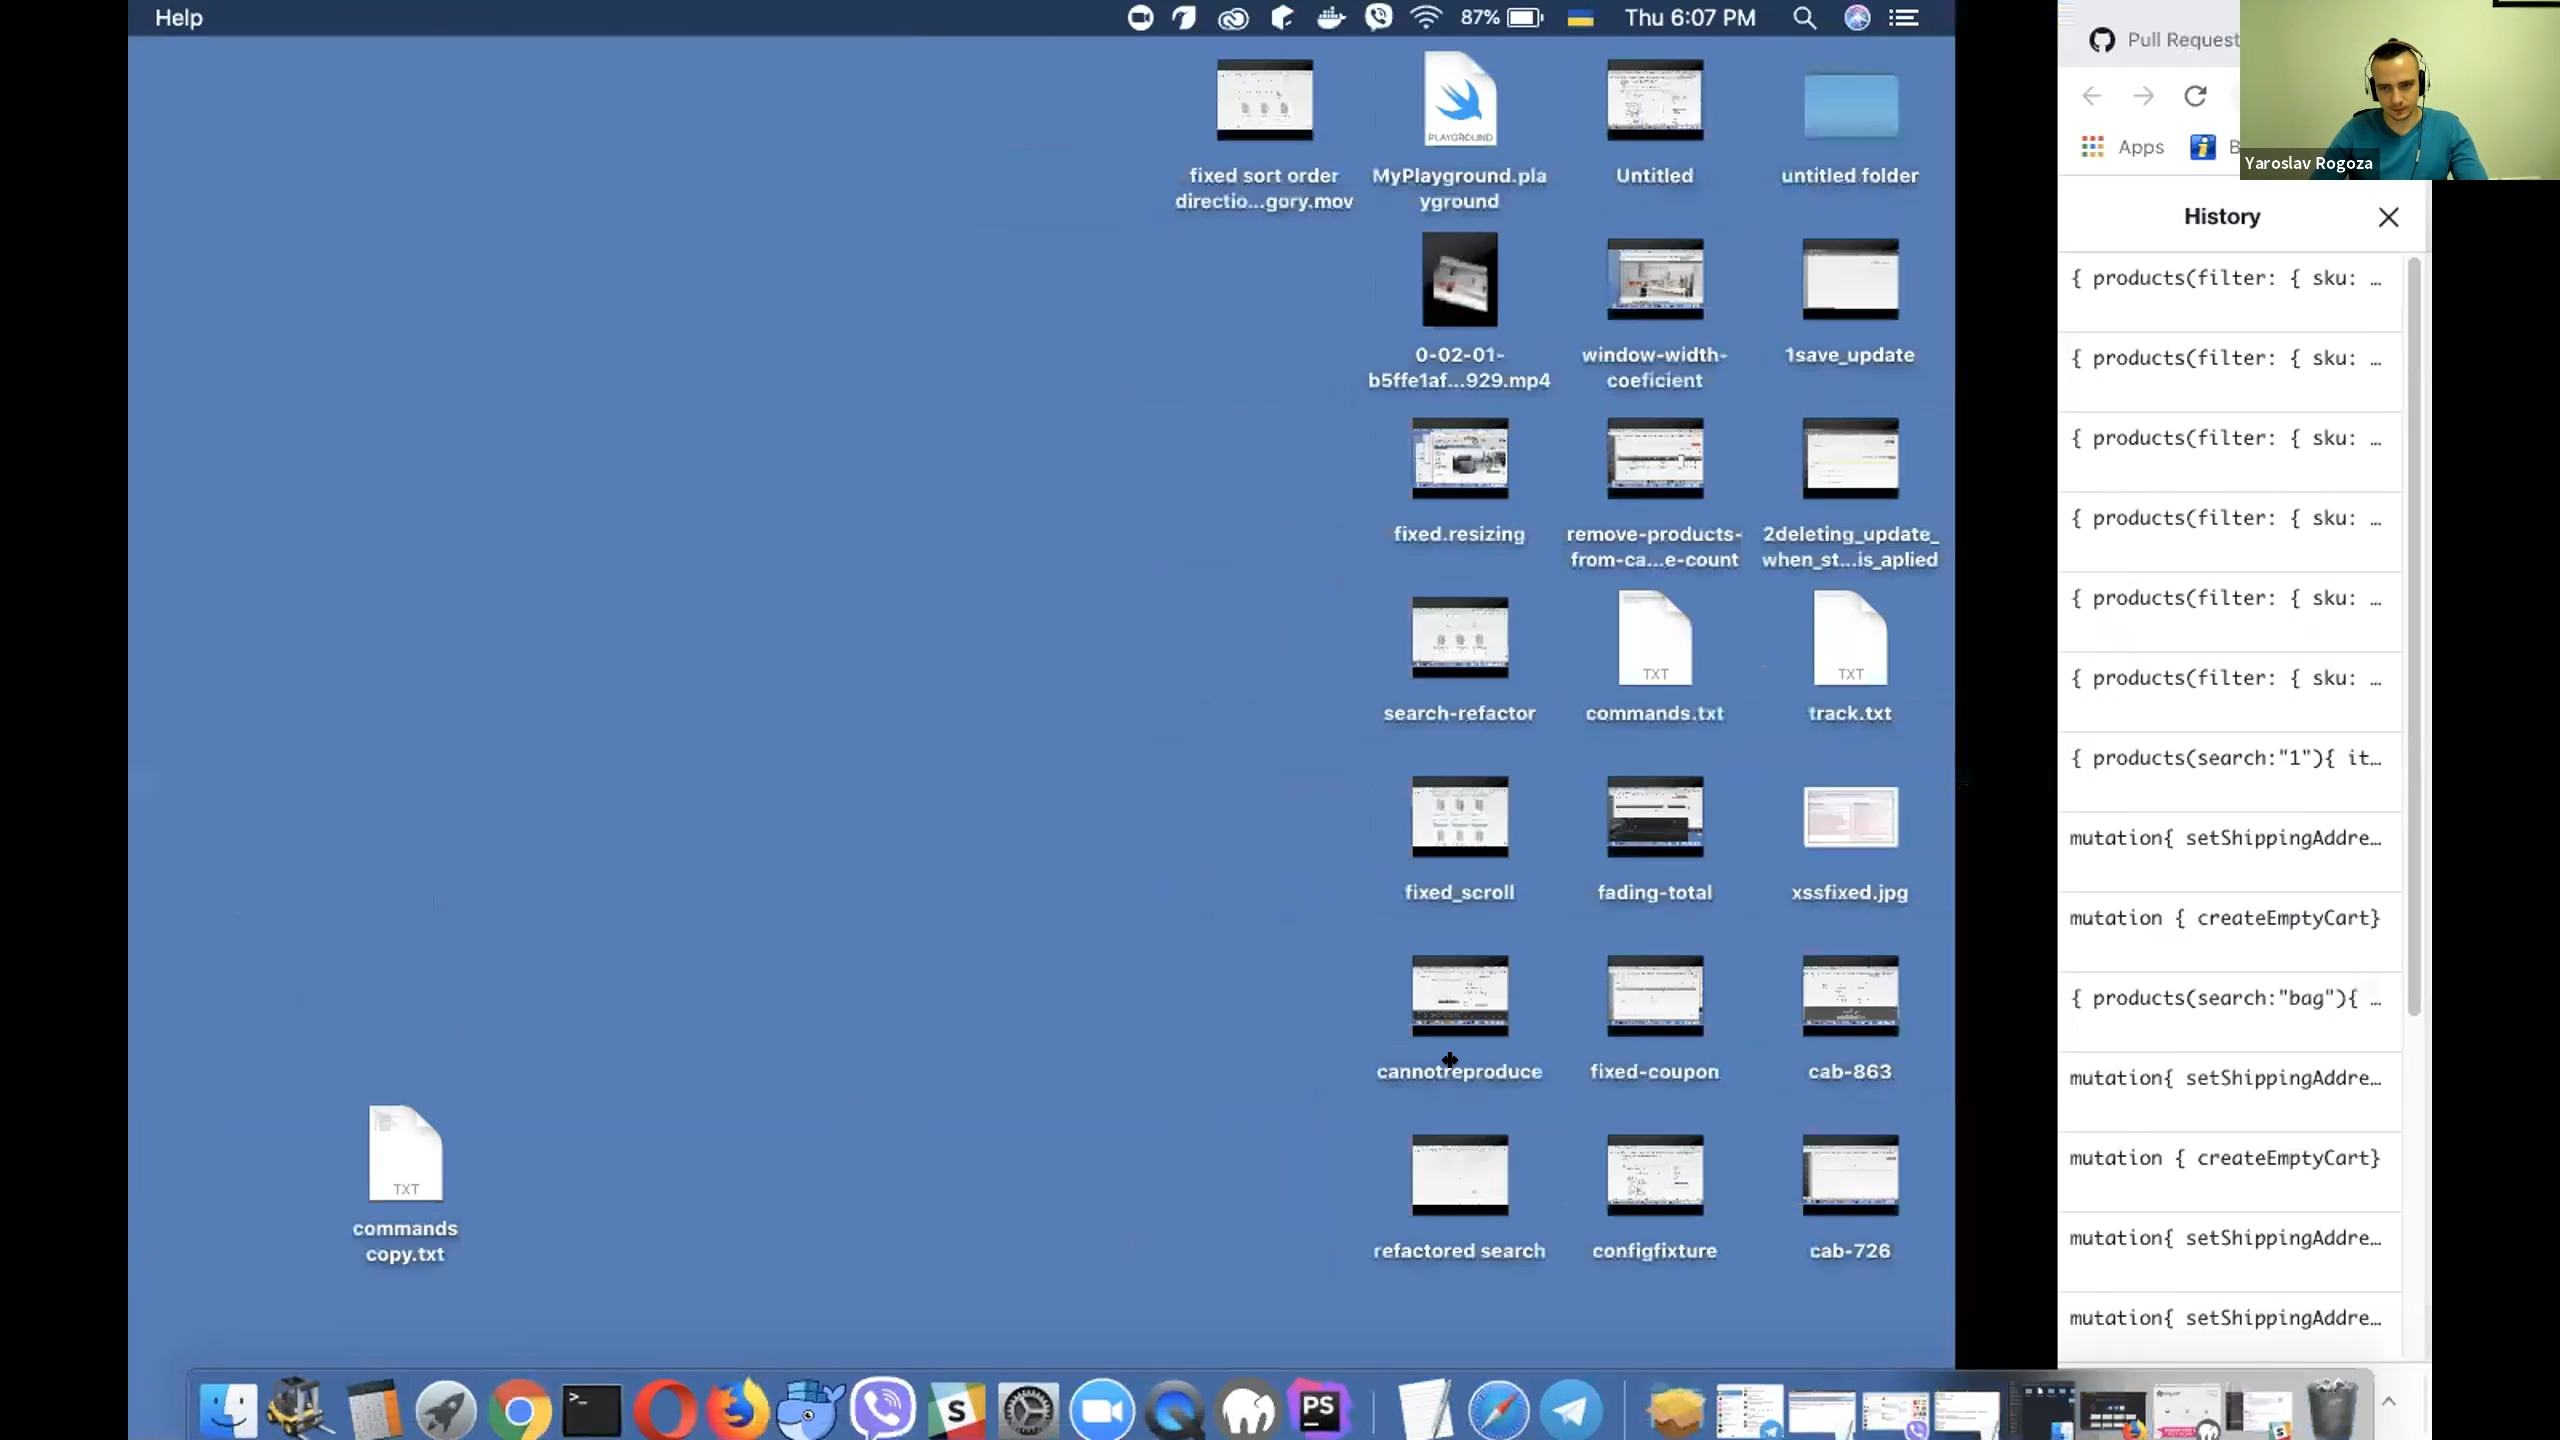 Help
87%
Thu 6:07 PM
fixed sort order
directio...gory.mov
PLAYGROUND
MyPlayground.pla
yground
Untitled
untitled folder
0-02-01-
b5ffe1af...929.mp4
window-width-
coeficient
1save_update
fixed.resizing
remove-products-
from-ca...e-count
2deleting_update_
when_st...is_aplied
search-refactor
TXT
commands.txt
TXT
track.txt
fixed_scroll
fading-total
xssfixed.jpg
cannotreproduce
fixed-coupon
cab-863
TXT
commands
copy.txt
refactored search
configfixture
cab-726
Pull Request
Apps
B
Yaroslav Rogoza
History
{ products(filter: { sku: …
{ products(filter: { sku: …
{ products(filter: { sku: …
{ products(filter: { sku: …
{ products(filter: { sku: …
{ products(filter: { sku: …
{ products(search:"1"){ it…
mutation{ setShippingAddre…
mutation { createEmptyCart}
{ products(search:"bag"){ …
mutation{ setShippingAddre…
mutation { createEmptyCart}
mutation{ setShippingAddre…
mutation{ setShippingAddre…
S
PS